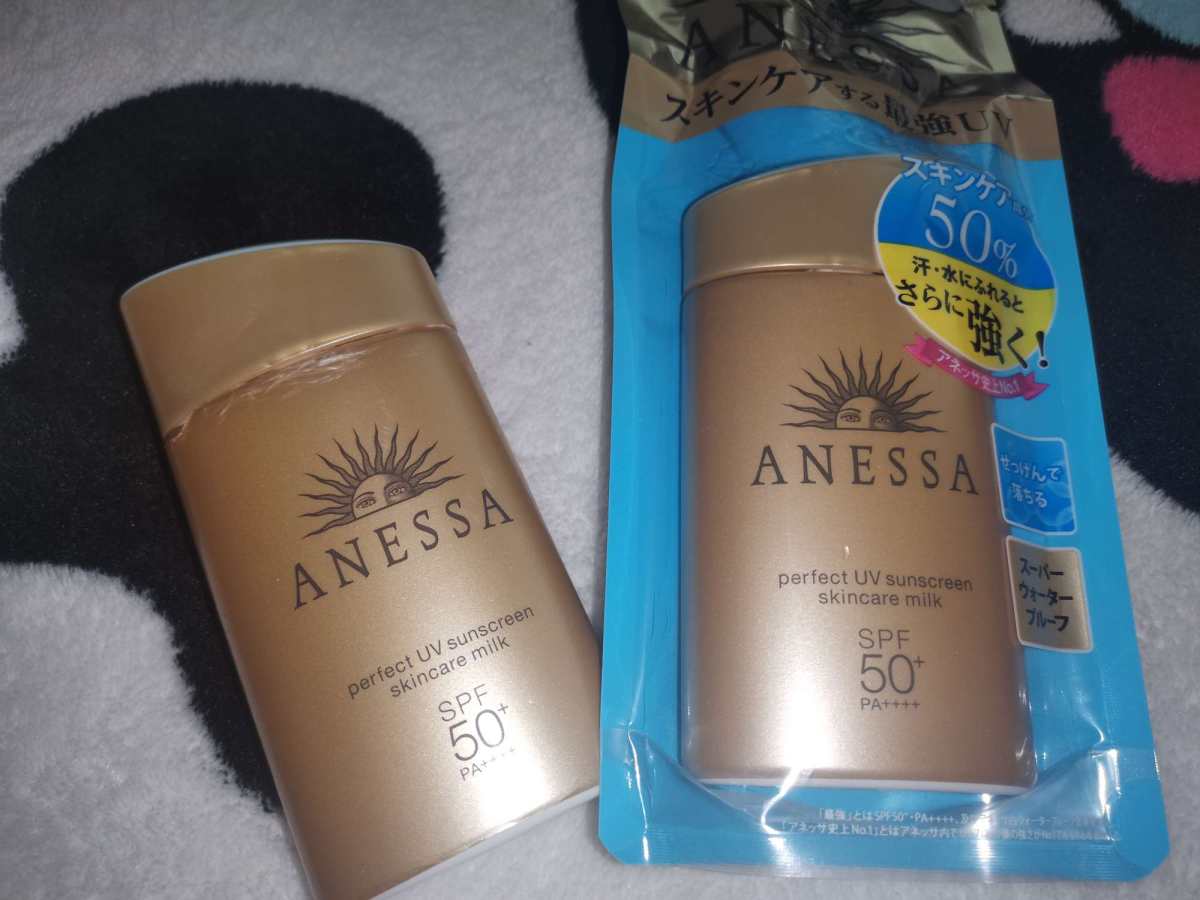 ANESSA
perfect UV sunscreen
skincare milk
SPF
50+
PA++++
ANESSA
スキンケアする最強UV
スキンケア
50%
汗・水にふれると
さらに強く!
アネッサ史上No.1
ANESSA
せっけんで
落ちる
perfect UV sunscreen
skincare milk
スーパー
ウォーター
プルーフ
SPF
50+
PA++++
「最強」とはSPF50+・PA++++、
「アネッサ史上No.1」とはアネッサ内で